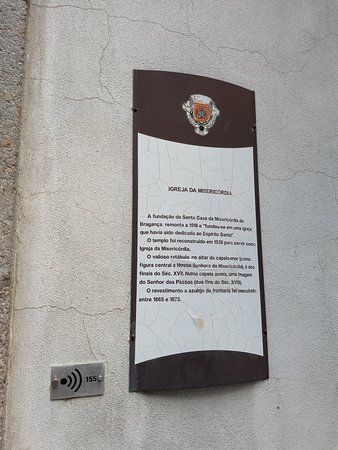 IGREJA DA MISERICÓRDIA
A fundação da Santa Casa da Misericórdia de
Bragança, remonta a 1518 e "fundou-se em uma igreja
que havia sido dedicada ao Espírito Santo".
O templo foi reconstruído em 1539 para servir como
Igreja da Misericórdia.
O valioso retábulo, no altar da capela-mor (como
figura central a Nossa Senhora da Misericórdia), é dos
finais do Séc. XVII. Numa capela anexa, uma imagem
do Senhor dos Passos (dos fins do Séc. XVIII).
O revestimento a azulejo da frontaria foi executado
entre 1865 e 1873.
155